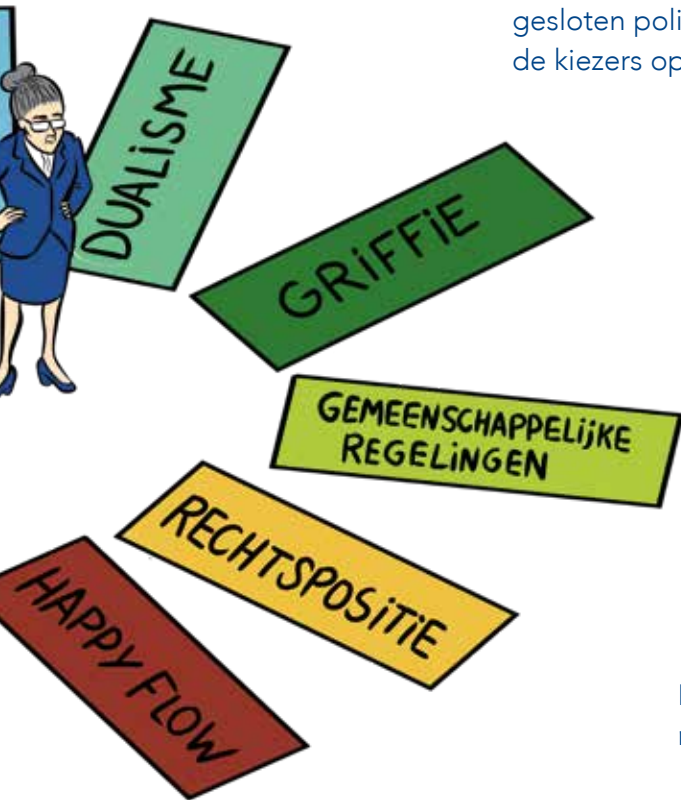 gesloten poli
de kiezers op
DUALiSME
GRiFFiE
GEMEENSCHAPPELijKE
REGELiNGEN
RECHTSPOSiTiE
HAPPY FLOW